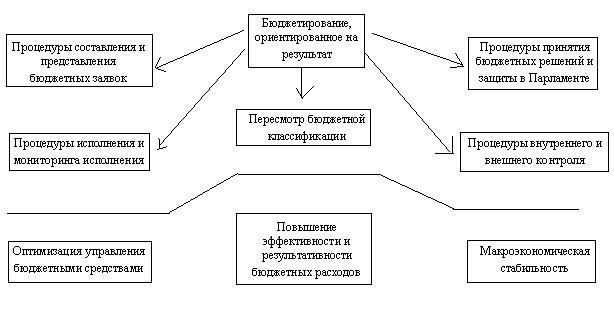 Бюджетирование,
ориентированное на
результат
Процедуры составления и
представления
бюджетных заявок
Процедуры принятия
бюджетных решений и
защиты в Парламенте
Пересмотр бюджетной
классификации
Процедуры исполнения и
мониторинга исполнения
Процедуры внутреннего и
внешнего контроля
Оптимизация управления
бюджетными средствами
Повышение
эффективности и
результативности
бюджетных расходов
Макроэкономическая
стабильность